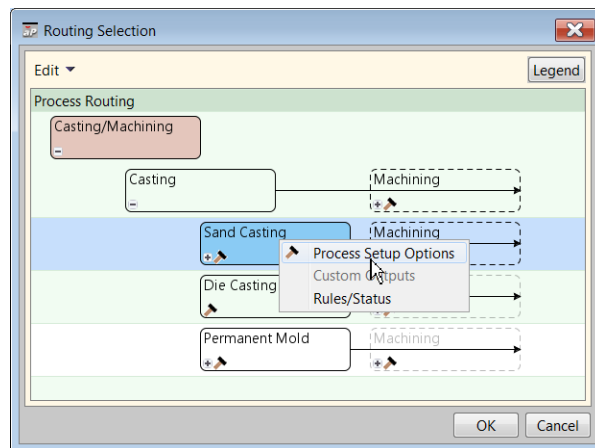 Routing Selection
Edit
Legend
Process Routing
Casting/Machining
Casting
Machining
Sand Casting
Machining
Process Setup Options
Custom Outputs
Rules/Status
Die Casting
Permanent Mold
Machining
OK
Cancel